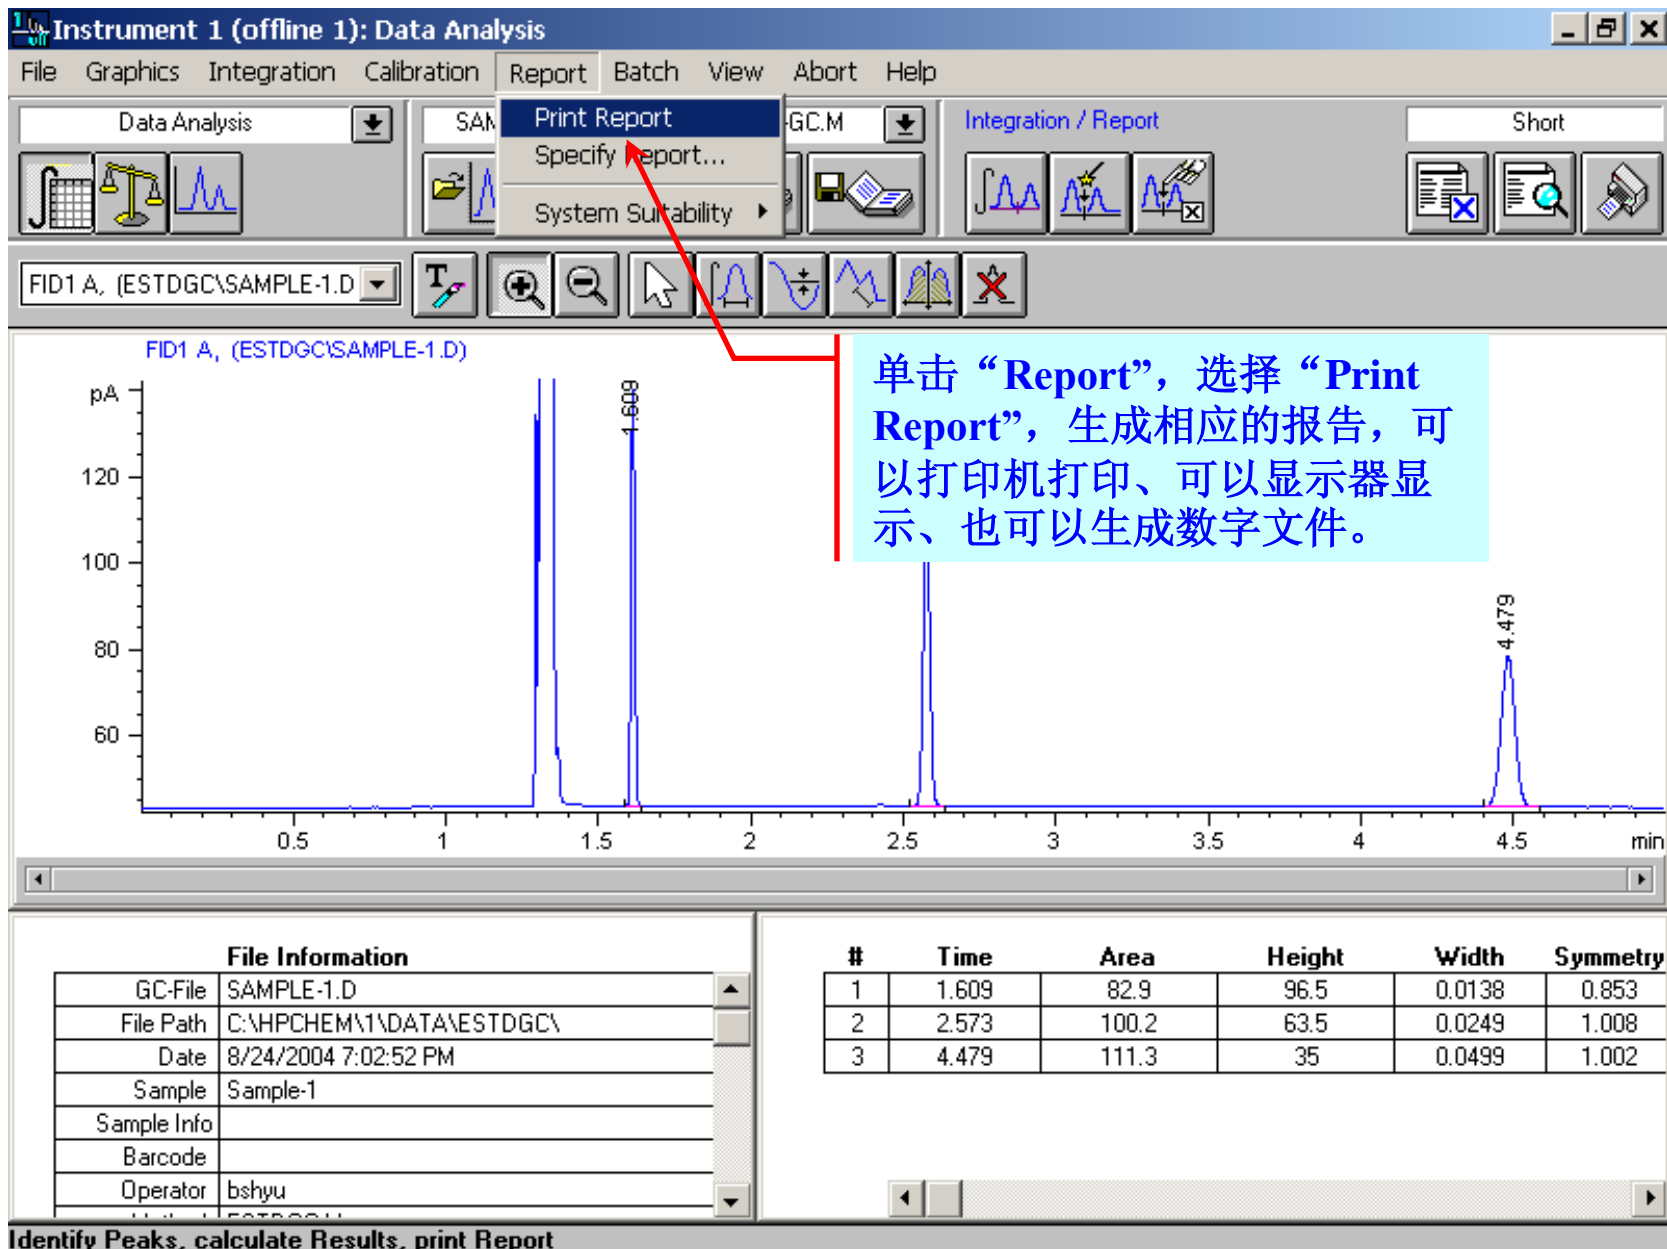 Instrument 1 (offline 1): Data Analysis
File Graphics Integration Calibration Report Batch View Abort Help
Data Analysis
SAM
-GC.M
Integration / Report
Short
Print Report
Specify Report...
System Suitability
FID1 A, (ESTDGC\SAMPLE-1.D
FID1 A, (ESTDGC\SAMPLE-1.D)
pA
120
100
80
60
1.609
4.479
0.5 1 1.5 2 2.5 3 3.5 4 4.5 min
单击“Report”，选择“Print
Report”，生成相应的报告，可
以打印机打印、可以显示器显
示、也可以生成数字文件。
File Information
GC-File SAMPLE-1.D
File Path C:\HPCHEM\1\DATA\ESTDGC\
Date 8/24/2004 7:02:52 PM
Sample Sample-1
Sample Info
Barcode
Operator bshyu
# Time Area Height Width Symmetry
1 1.609 82.9 96.5 0.0138 0.853
2 2.573 100.2 63.5 0.0249 1.008
3 4.479 111.3 35 0.0499 1.002
Identify Peaks, calculate Results, print Report